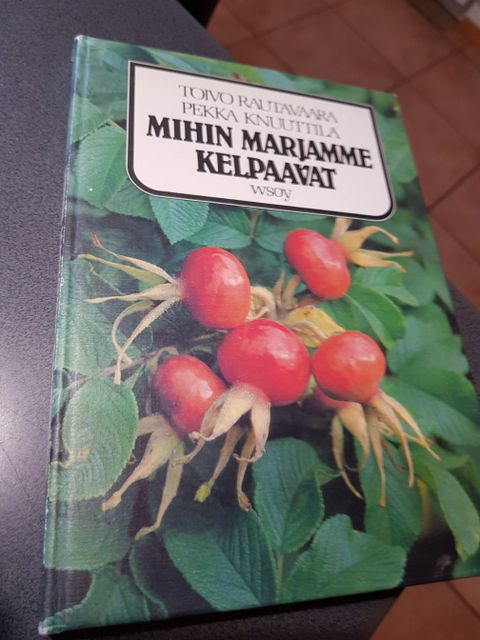 TOIVO RAUTAVAARA
PEKKA KNUUTTILA
MIHIN MARJAMME
KELPAAVAT
wsoy